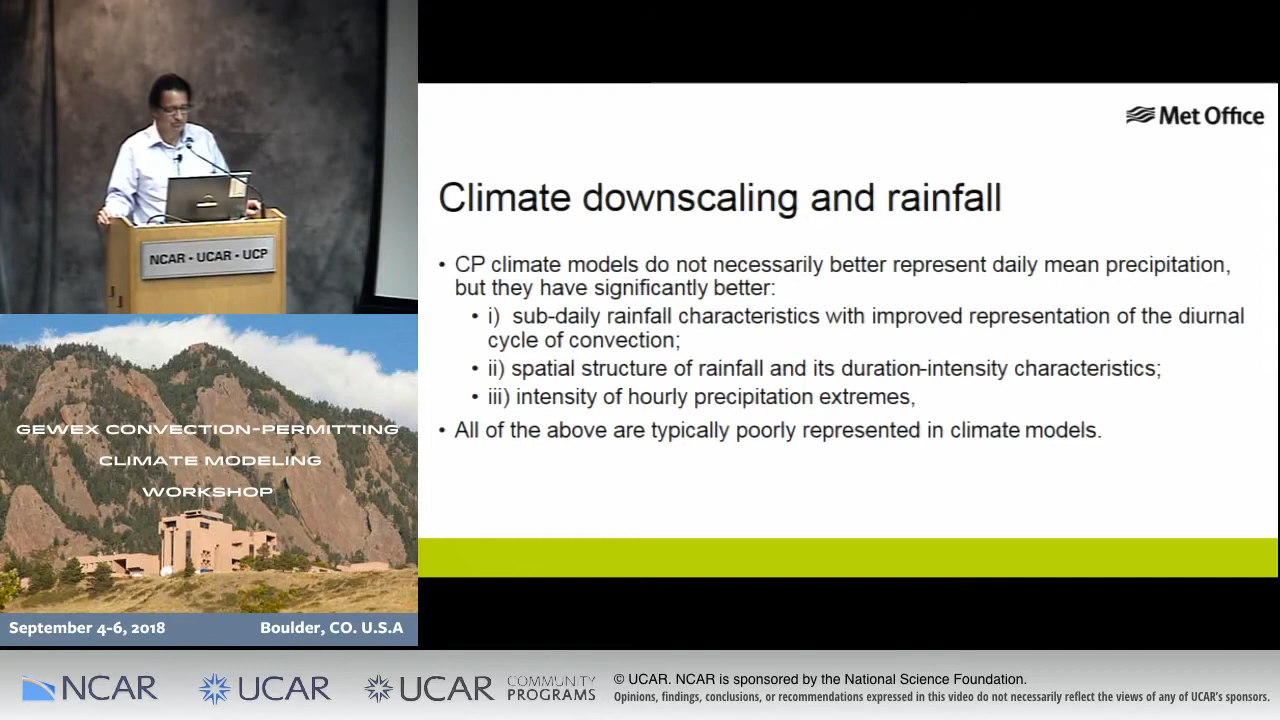 NCAR • UCAR • UCP
GEWEX CONVECTION-PERMITTING
CLIMATE MODELING
WORKSHOP
September 4-6, 2018
Boulder, CO. U.S.A
Met Office
Climate downscaling and rainfall
• CP climate models do not necessarily better represent daily mean precipitation,
but they have significantly better:
• i) sub-daily rainfall characteristics with improved representation of the diurnal
cycle of convection;
• ii) spatial structure of rainfall and its duration-intensity characteristics;
• iii) intensity of hourly precipitation extremes,
• All of the above are typically poorly represented in climate models.
NCAR
UCAR
UCAR
COMMUNITY
PROGRAMS
© UCAR. NCAR is sponsored by the National Science Foundation.
Opinions, findings, conclusions, or recommendations expressed in this video do not necessarily reflect the views of any of UCAR's sponsors.